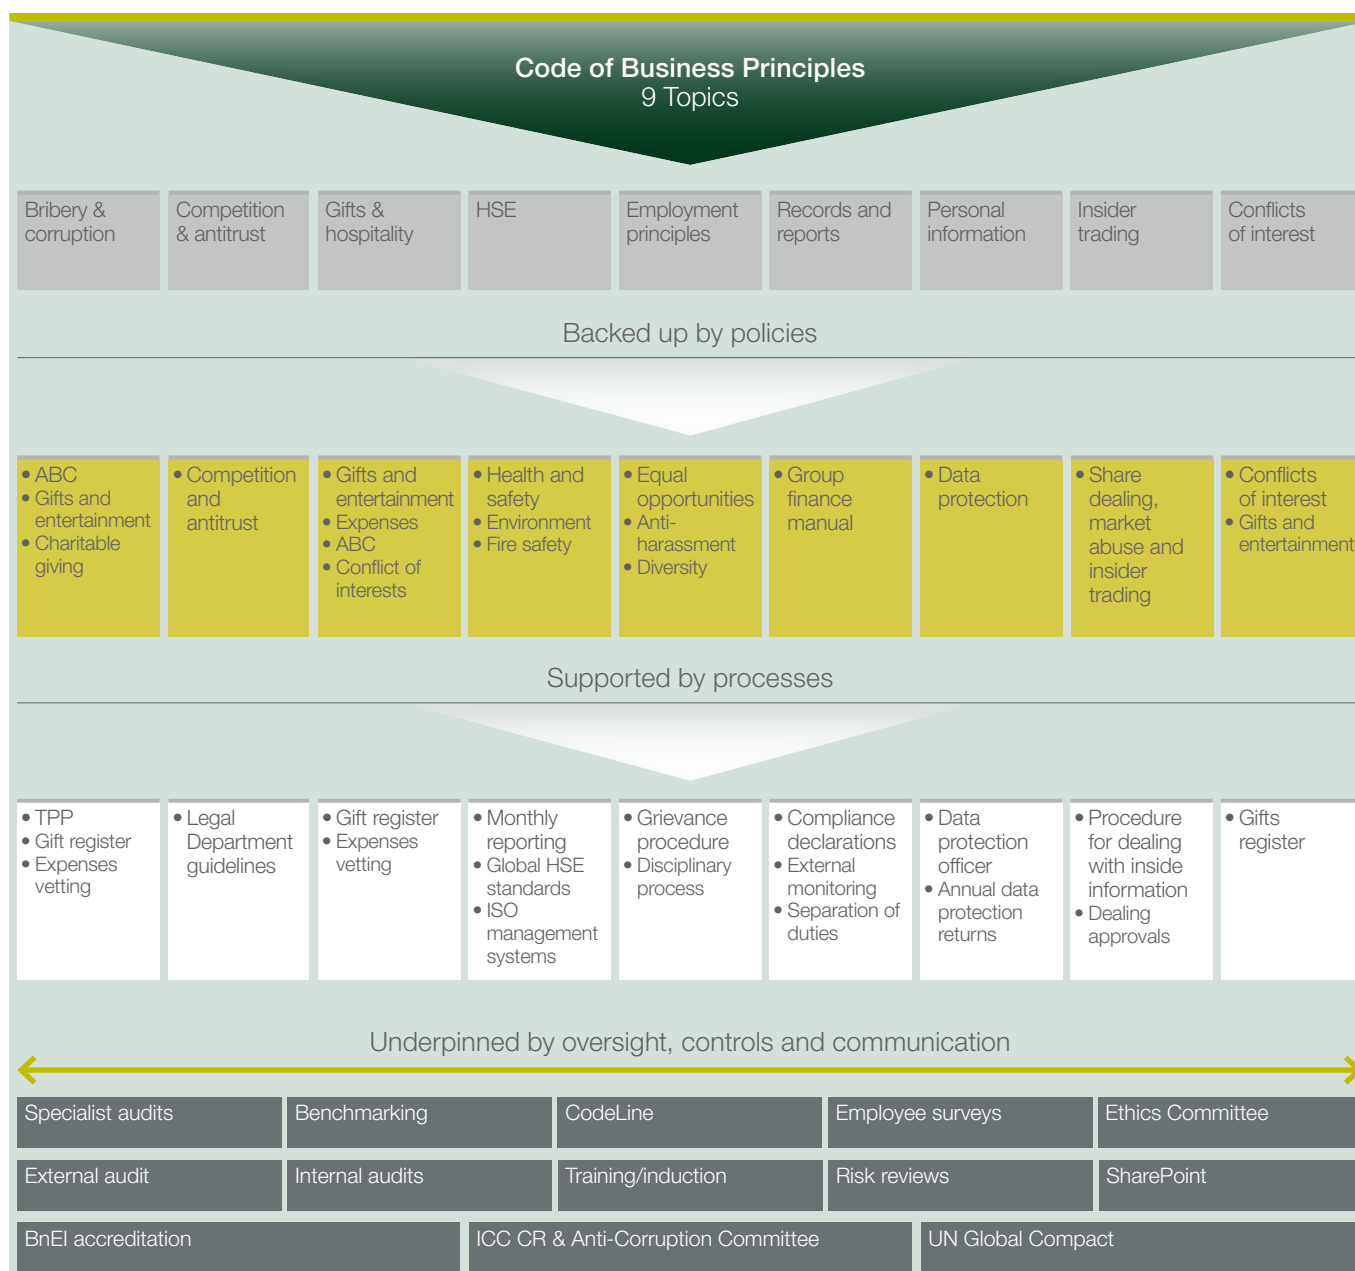 Code of Business Principles
9 Topics
Bribery &
corruption
Competition
& antitrust
Gifts &
hospitality
HSE
Employment
principles
Records and
reports
Personal
information
Insider
trading
Conflicts
of interest
Backed up by policies
• ABC
• Gifts and
entertainment
• Charitable
giving
• Competition
and
antitrust
• Gifts and
entertainment
• Expenses
• ABC
• Conflict of
interests
• Health and
safety
• Environment
• Fire safety
• Equal
opportunities
• Anti-
harassment
• Diversity
• Group
finance
manual
• Data
protection
• Share
dealing,
market
abuse and
insider
trading
• Conflicts
of interest
• Gifts and
entertainment
Supported by processes
• TPP
• Gift register
• Expenses
vetting
• Legal
Department
guidelines
• Gift register
• Expenses
vetting
• Monthly
reporting
• Global HSE
standards
• ISO
management
systems
• Grievance
procedure
• Disciplinary
process
• Compliance
declarations
• External
monitoring
• Separation of
duties
• Data
protection
officer
• Annual data
protection
returns
• Procedure
for dealing
with inside
information
• Dealing
approvals
• Gifts
register
Underpinned by oversight, controls and communication
Specialist audits
Benchmarking
CodeLine
Employee surveys
Ethics Committee
External audit
Internal audits
Training/induction
Risk reviews
SharePoint
BnEI accreditation
ICC CR & Anti-Corruption Committee
UN Global Compact